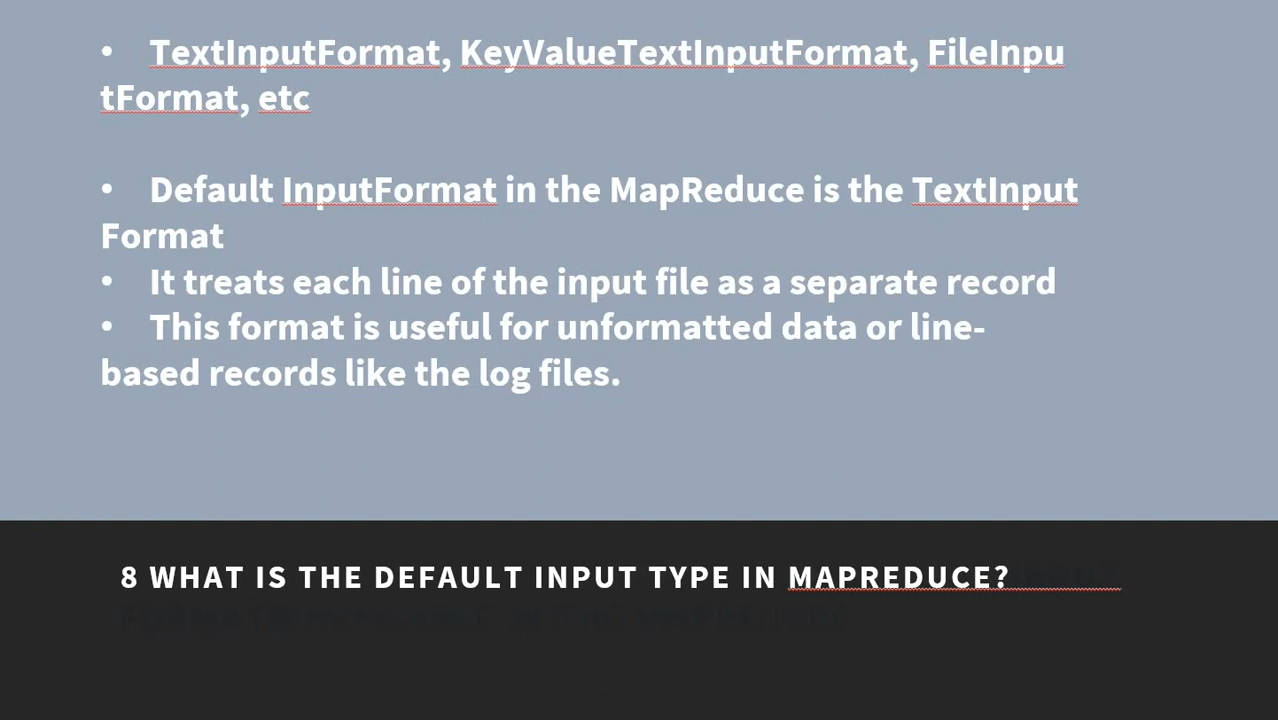 • TextInputFormat, KeyValueTextInputFormat, FileInpu
tFormat, etc
• Default InputFormat in the MapReduce is the TextInput
Format
• It treats each line of the input file as a separate record
• This format is useful for unformatted data or line-
based records like the log files.
8 WHAT IS THE DEFAULT INPUT TYPE IN MAPREDUCE?